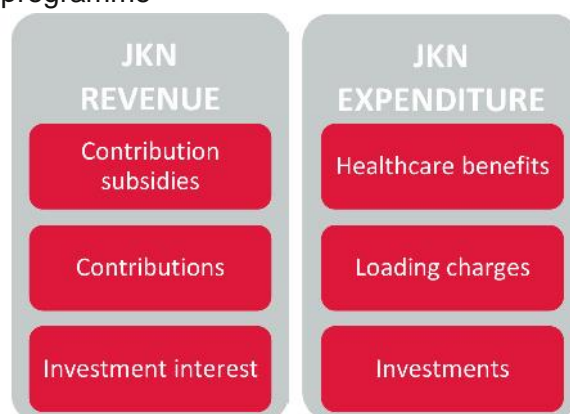 programme
JKN
REVENUE
Contribution
subsidies
Contributions
Investment interest
JKN
EXPENDITURE
Healthcare benefits
Loading charges
Investments